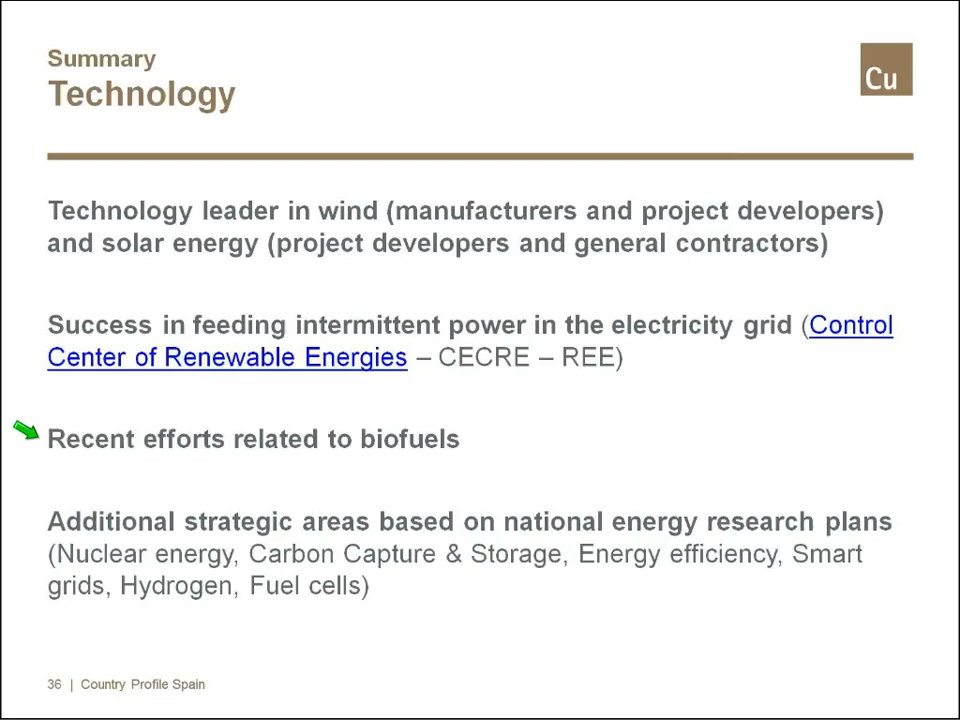 Summary
Technology
Cu
Technology leader in wind (manufacturers and project developers)
and solar energy (project developers and general contractors)
Success in feeding intermittent power in the electricity grid (Control
Center of Renewable Energies – CECRE – REE)
Recent efforts related to biofuels
Additional strategic areas based on national energy research plans
(Nuclear energy, Carbon Capture & Storage, Energy efficiency, Smart
grids, Hydrogen, Fuel cells)
36 | Country Profile Spain